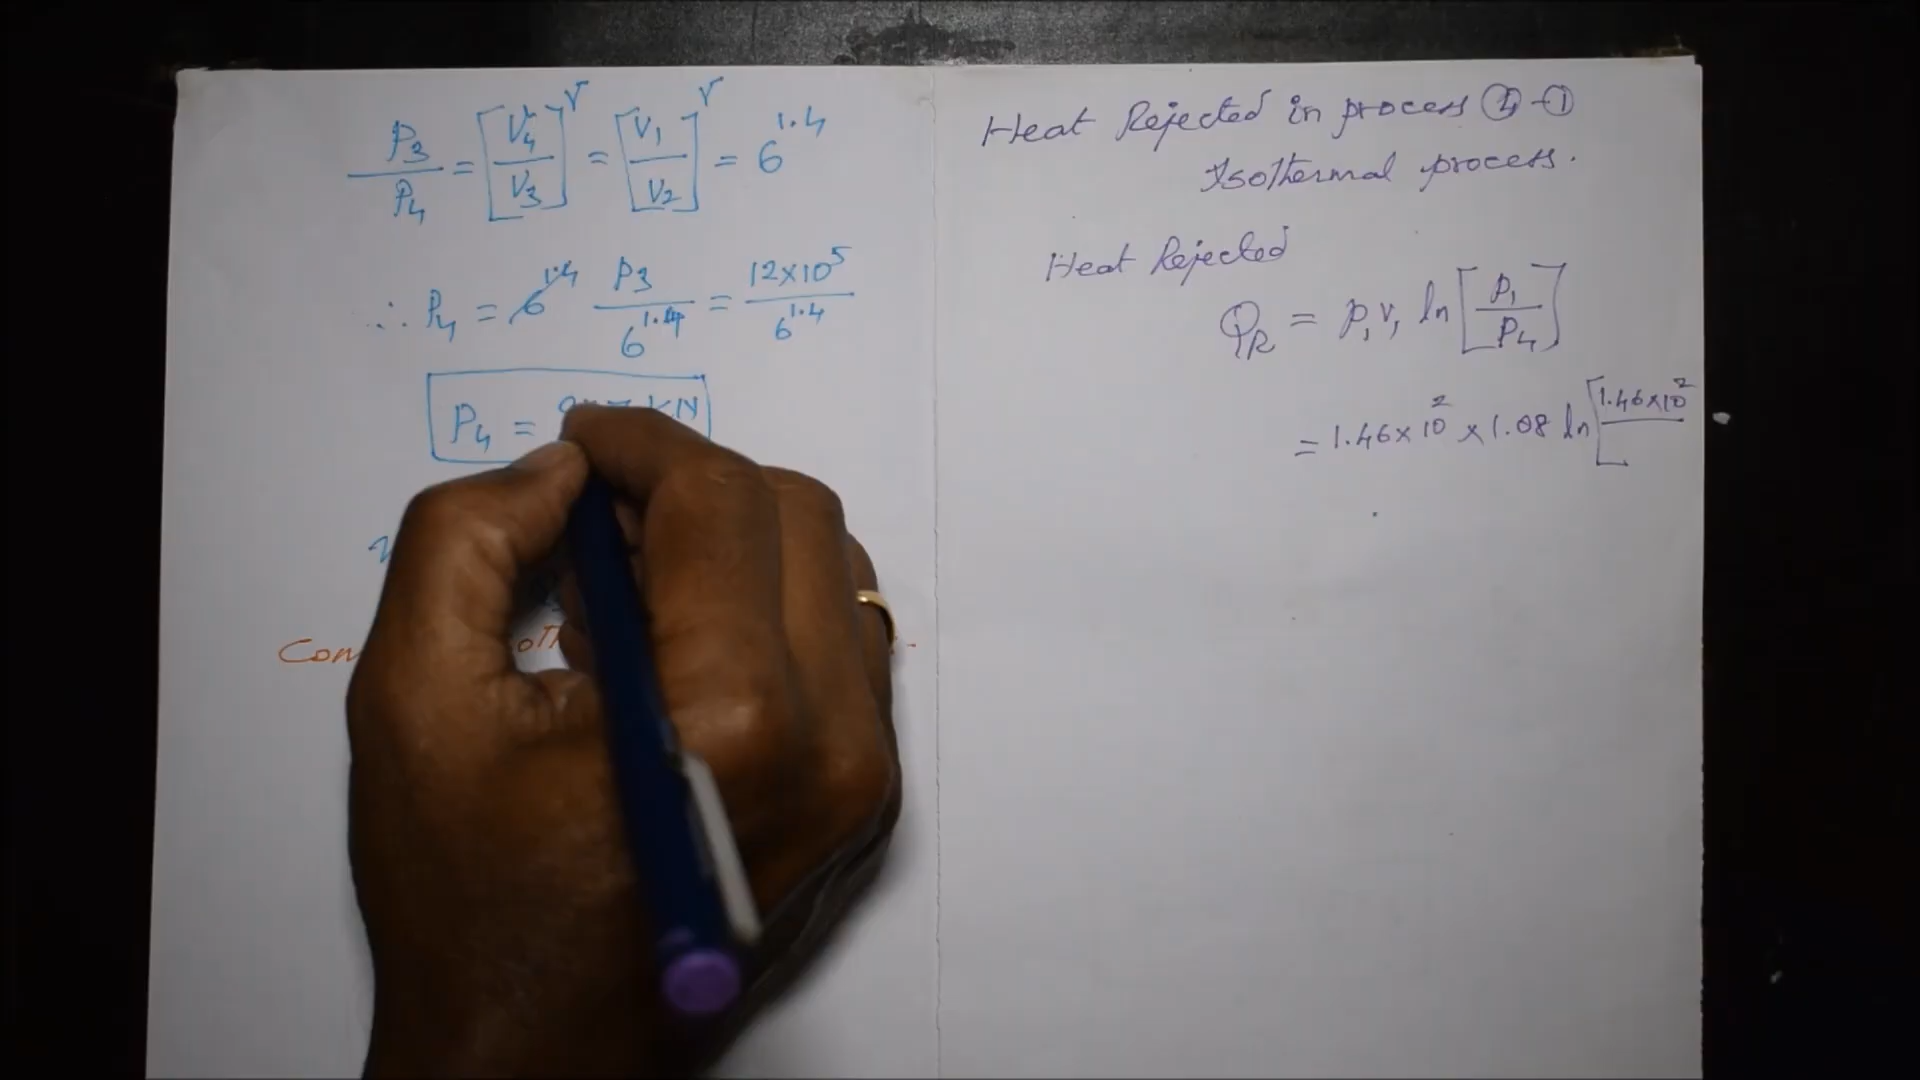 P3/P4 = [V4/V3]^γ = [V1/V2]^γ = 6^1.4
∴ P4 = 6^1.4 P3/6^1.4 = 12×10^5/6^1.4
P4 = KN
Heat Rejected in process ④-①
Isothermal process.
Heat Rejected
QR = P1V1 ln[P1/P4]
= 1.46×10^2 × 1.08 ln[1.46×10^2